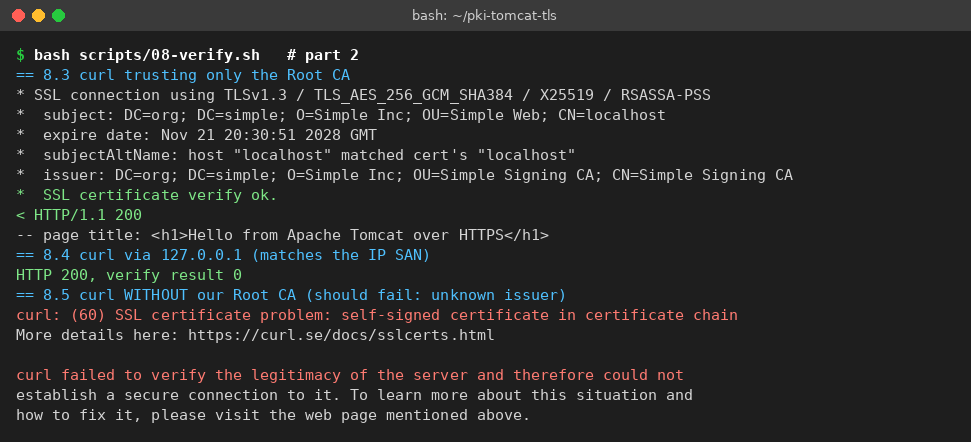 bash: ~/pki-tomcat-tls
$ bash scripts/08-verify.sh   # part 2
== 8.3 curl trusting only the Root CA
* SSL connection using TLSv1.3 / TLS_AES_256_GCM_SHA384 / X25519 / RSASSA-PSS
*  subject: DC=org; DC=simple; O=Simple Inc; OU=Simple Web; CN=localhost
*  expire date: Nov 21 20:30:51 2028 GMT
*  subjectAltName: host "localhost" matched cert's "localhost"
*  issuer: DC=org; DC=simple; O=Simple Inc; OU=Simple Signing CA; CN=Simple Signing CA
*  SSL certificate verify ok.
< HTTP/1.1 200
-- page title: <h1>Hello from Apache Tomcat over HTTPS</h1>
== 8.4 curl via 127.0.0.1 (matches the IP SAN)
HTTP 200, verify result 0
== 8.5 curl WITHOUT our Root CA (should fail: unknown issuer)
curl: (60) SSL certificate problem: self-signed certificate in certificate chain
More details here: https://curl.se/docs/sslcerts.html

curl failed to verify the legitimacy of the server and therefore could not
establish a secure connection to it. To learn more about this situation and
how to fix it, please visit the web page mentioned above.